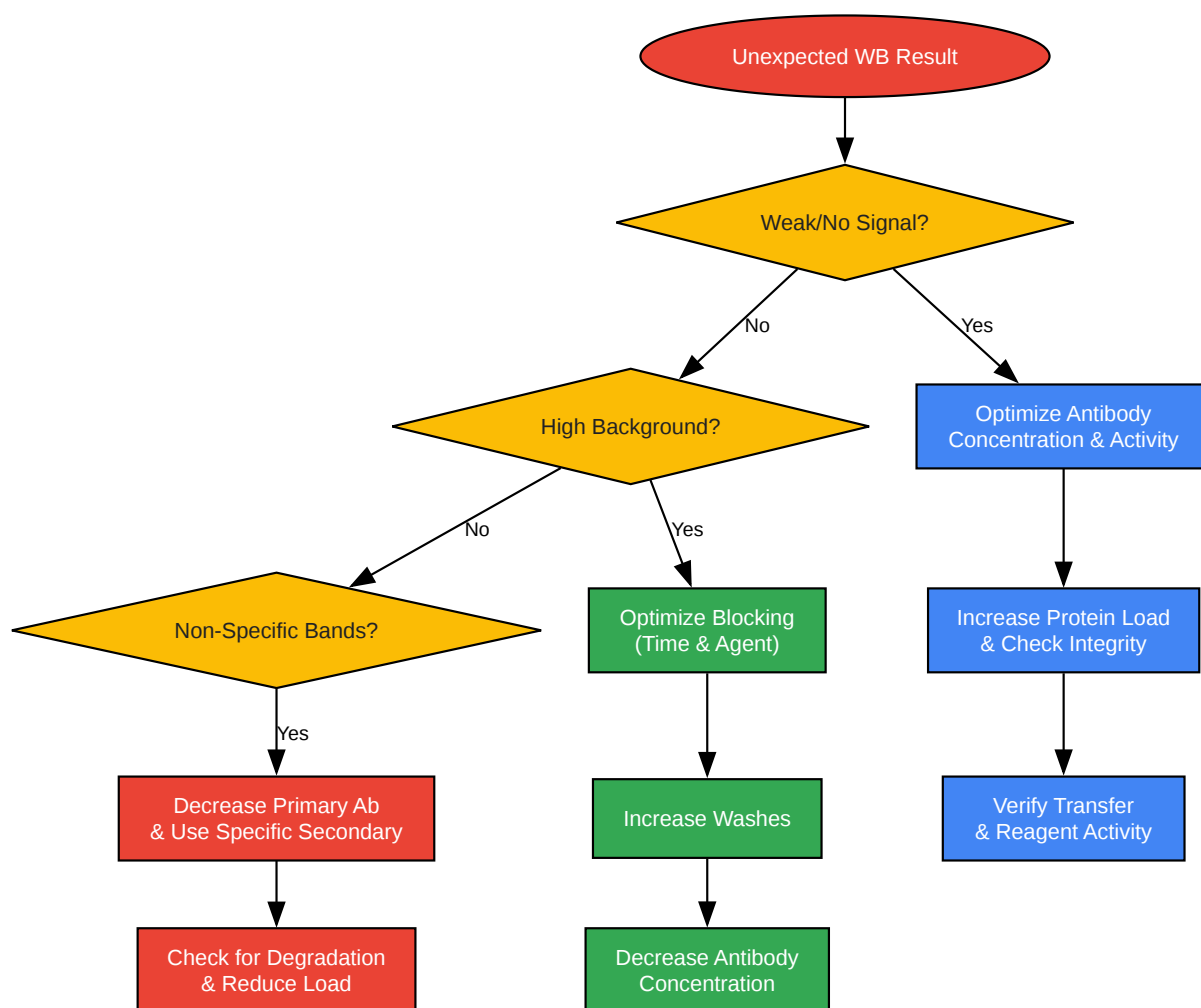 Unexpected WB Result
Weak/No Signal?
No
Yes
High Background?
Optimize Antibody
Concentration & Activity
No
Yes
Non-Specific Bands?
Optimize Blocking
(Time & Agent)
Increase Protein Load
& Check Integrity
Yes
Decrease Primary Ab
& Use Specific Secondary
Increase Washes
Verify Transfer
& Reagent Activity
Check for Degradation
& Reduce Load
Decrease Antibody
Concentration